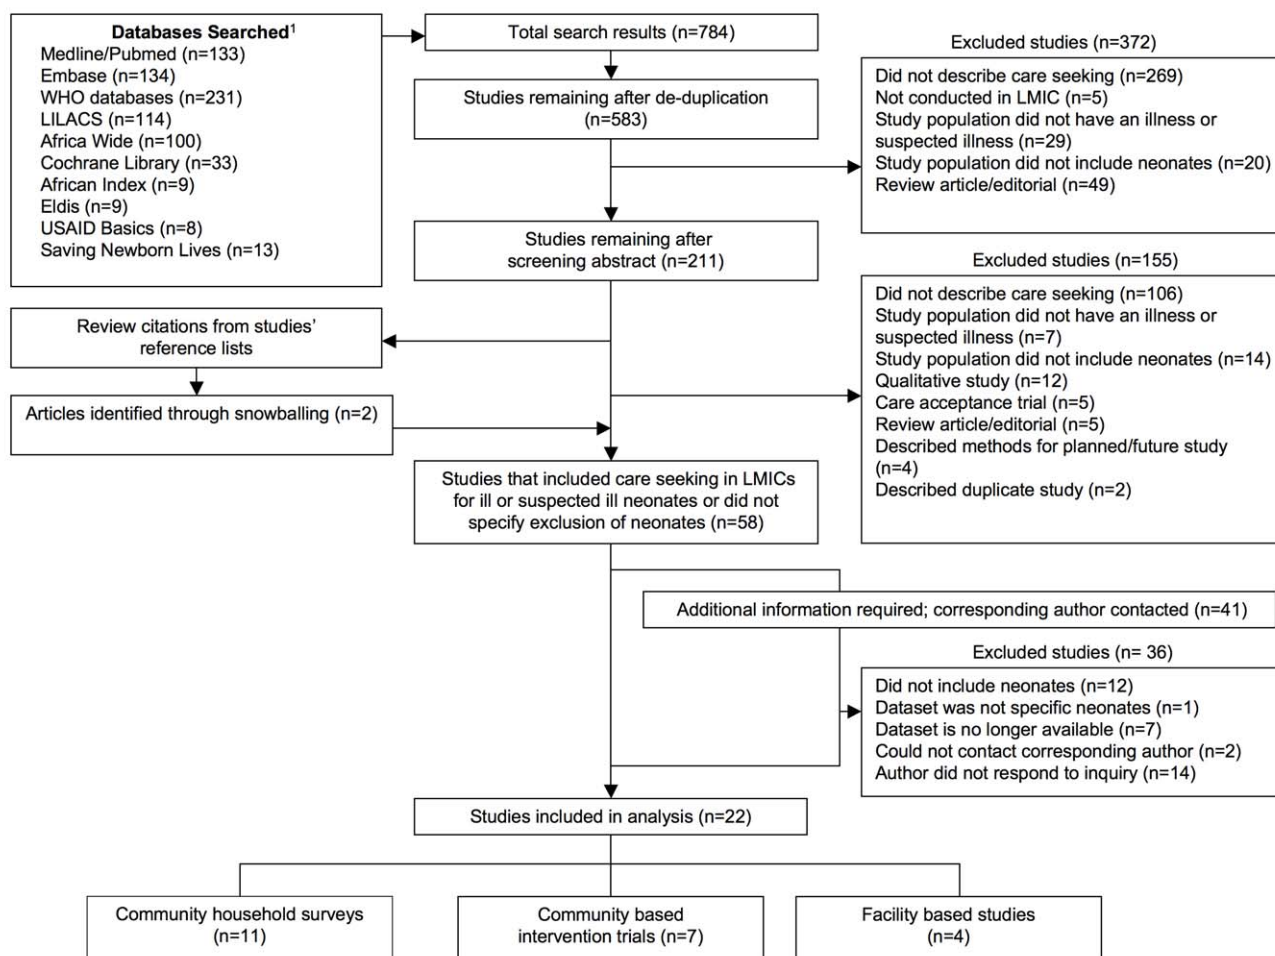 Databases Searched1
Medline/Pubmed (n=133)
Embase (n=134)
WHO databases (n=231)
LILACS (n=114)
Africa Wide (n=100)
Cochrane Library (n=33)
African Index (n=9)
Eldis (n=9)
USAID Basics (n=8)
Saving Newborn Lives (n=13)
Total search results (n=784)
Studies remaining after de-duplication
(n=583)
Excluded studies (n=372)
Did not describe care seeking (n=269)
Not conducted in LMIC (n=5)
Study population did not have an illness or
suspected illness (n=29)
Study population did not include neonates (n=20)
Review article/editorial (n=49)
Studies remaining after
screening abstract (n=211)
Excluded studies (n=155)
Did not describe care seeking (n=106)
Study population did not have an illness or
suspected illness (n=7)
Study population did not include neonates (n=14)
Qualitative study (n=12)
Care acceptance trial (n=5)
Review article/editorial (n=5)
Described methods for planned/future study
(n=4)
Described duplicate study (n=2)
Review citations from studies’
reference lists
Articles identified through snowballing (n=2)
Studies that included care seeking in LMICs
for ill or suspected ill neonates or did not
specify exclusion of neonates (n=58)
Additional information required; corresponding author contacted (n=41)
Excluded studies (n= 36)
Did not include neonates (n=12)
Dataset was not specific neonates (n=1)
Dataset is no longer available (n=7)
Could not contact corresponding author (n=2)
Author did not respond to inquiry (n=14)
Studies included in analysis (n=22)
Community household surveys
(n=11)
Community based
intervention trials (n=7)
Facility based studies
(n=4)